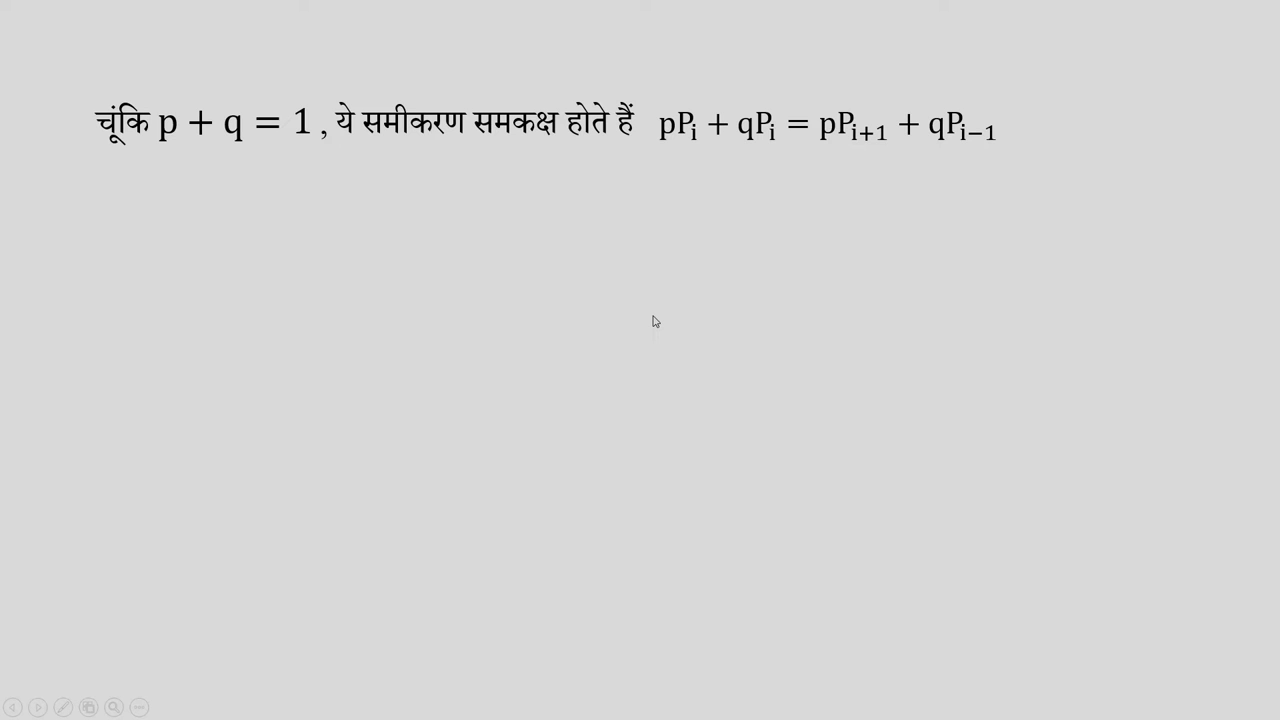 चूंकि p + q = 1 , ये समीकरण समकक्ष होते हैं pPᵢ + qPᵢ = pPᵢ₊₁ + qPᵢ₋₁